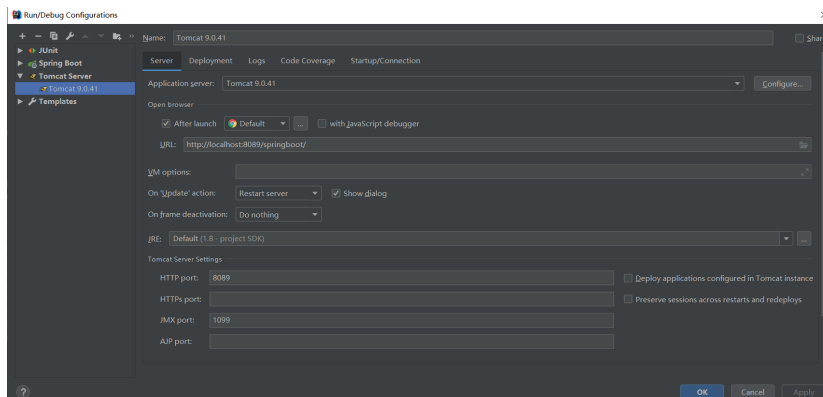 Run/Debug Configurations
Name: Tomcat 9.0.41
Shar
JUnit
Spring Boot
Tomcat Server
Tomcat 9.0.41
Templates
Server Deployment Logs Code Coverage Startup/Connection
Application server: Tomcat 9.0.41 Configure...
Open browser
After launch Default ... with JavaScript debugger
URL: http://localhost:8089/springboot/
VM options:
On 'Update' action: Restart server Show dialog
On frame deactivation: Do nothing
JRE: Default (1.8 - project SDK) ...
Tomcat Server Settings
HTTP port: 8089 Deploy applications configured in Tomcat instance
HTTPs port: Preserve sessions across restarts and redeploys
JMX port: 1099
AJP port:
? OK Cancel Apply